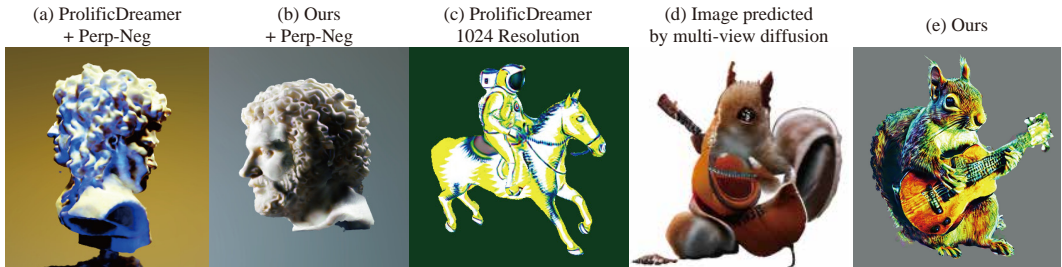 (a) ProlificDreamer
+ Perp-Neg
(b) Ours
+ Perp-Neg
(c) ProlificDreamer
1024 Resolution
(d) Image predicted
by multi-view diffusion
(e) Ours